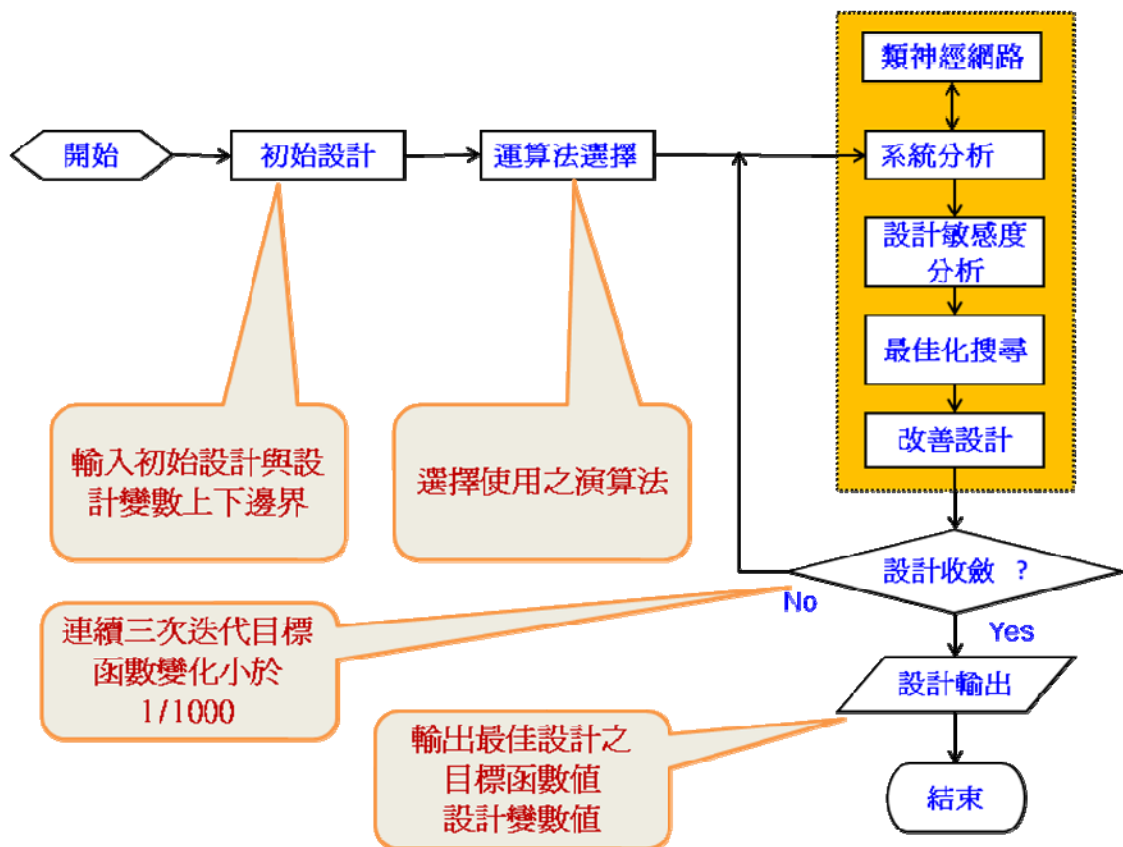 開始
初始設計
運算法選擇
類神經網路
系統分析
設計敏感度
分析
最佳化搜尋
改善設計
設計收斂 ?
No
Yes
設計輸出
結束
輸入初始設計與設
計變數上下邊界
選擇使用之演算法
連續三次迭代目標
函數變化小於
1/1000
輸出最佳設計之
目標函數值
設計變數值